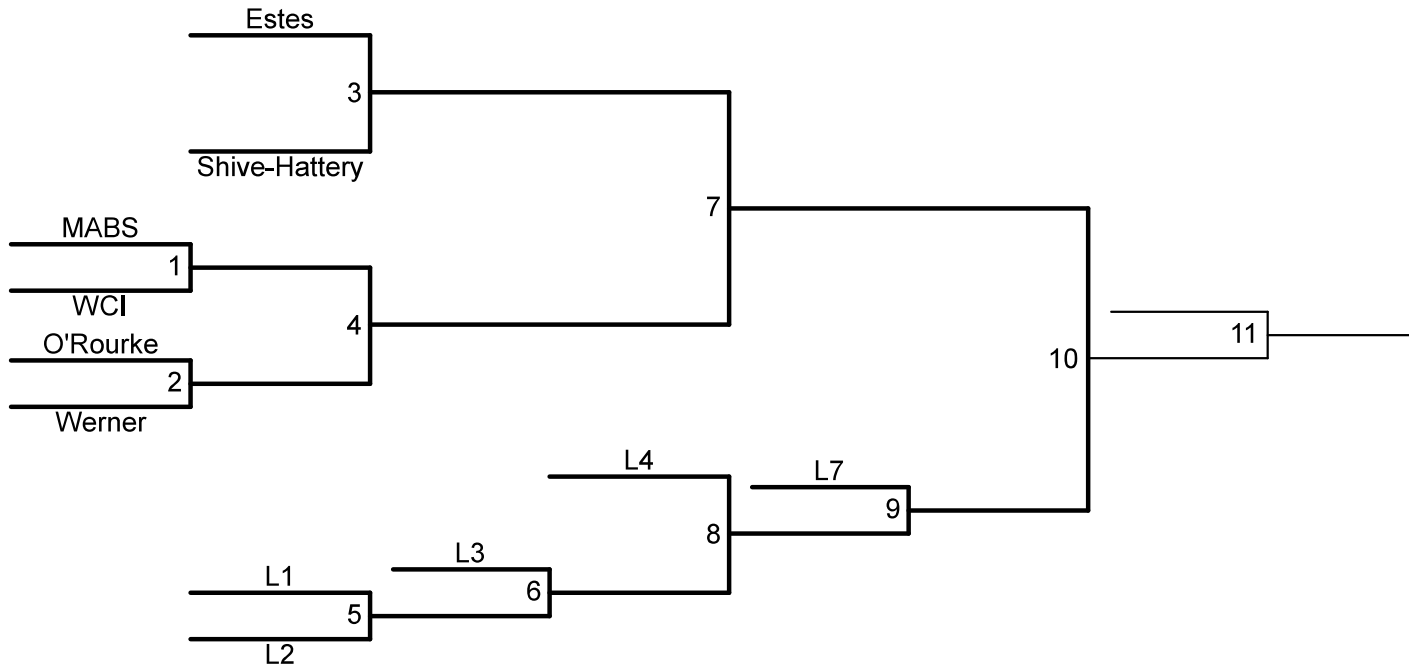 Estes
3
Shive-Hattery
7
MABS
1
WCI
4
O'Rourke
2
Werner
11
10
L4
L7
9
8
L3
6
L1
5
L2